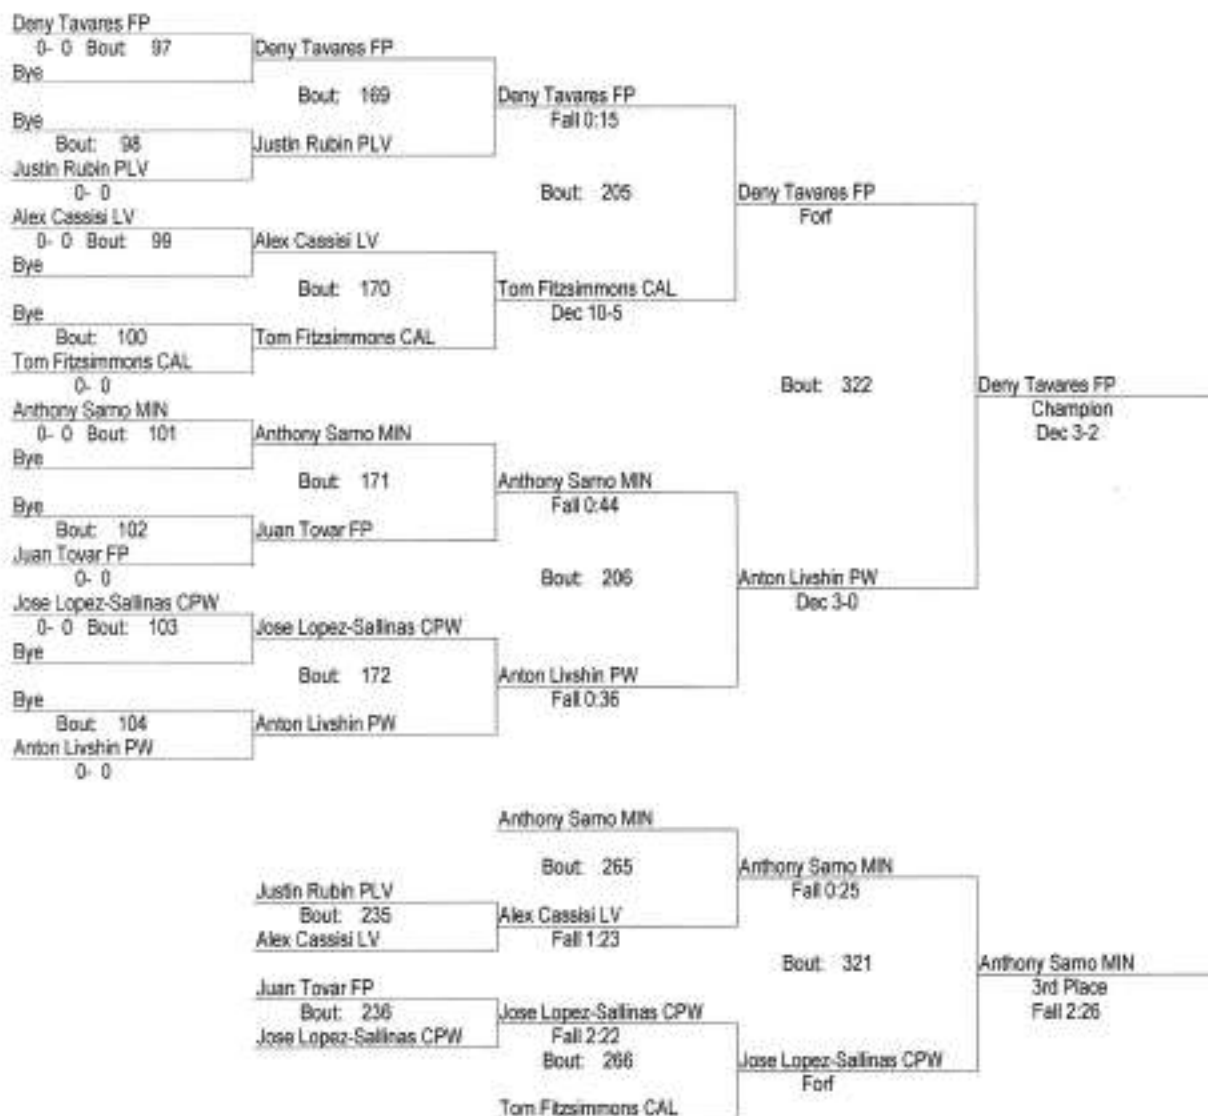 Deny Tavares FP
0- 0 Bout: 97
Bye
Deny Tavares FP
Bout: 169
Bye
Bout: 98
Justin Rubin PLV
0- 0
Justin Rubin PLV
Deny Tavares FP
Fall 0:15
Bout: 205
Alex Cassisi LV
0- 0 Bout: 99
Bye
Alex Cassisi LV
Bout: 170
Bye
Bout: 100
Tom Fitzsimmons CAL
0- 0
Tom Fitzsimmons CAL
Tom Fitzsimmons CAL
Dec 10-5
Deny Tavares FP
Forf
Bout: 322
Deny Tavares FP
Champion
Dec 3-2
Anthony Sarno MIN
0- 0 Bout: 101
Bye
Anthony Sarno MIN
Bout: 171
Bye
Bout: 102
Juan Tovar FP
0- 0
Juan Tovar FP
Anthony Sarno MIN
Fall 0:44
Bout: 206
Anton Livshin PW
Dec 3-0
Jose Lopez-Sallinas CPW
0- 0 Bout: 103
Bye
Jose Lopez-Sallinas CPW
Bout: 172
Bye
Bout: 104
Anton Livshin PW
0- 0
Anton Livshin PW
Anton Livshin PW
Fall 0:36
Anthony Sarno MIN
Bout: 265
Anthony Sarno MIN
Fall 0:25
Justin Rubin PLV
Bout: 235
Alex Cassisi LV
Alex Cassisi LV
Fall 1:23
Bout: 321
Anthony Sarno MIN
3rd Place
Fall 2:26
Juan Tovar FP
Bout: 236
Jose Lopez-Sallinas CPW
Jose Lopez-Sallinas CPW
Fall 2:22
Bout: 266
Jose Lopez-Sallinas CPW
Forf
Tom Fitzsimmons CAL